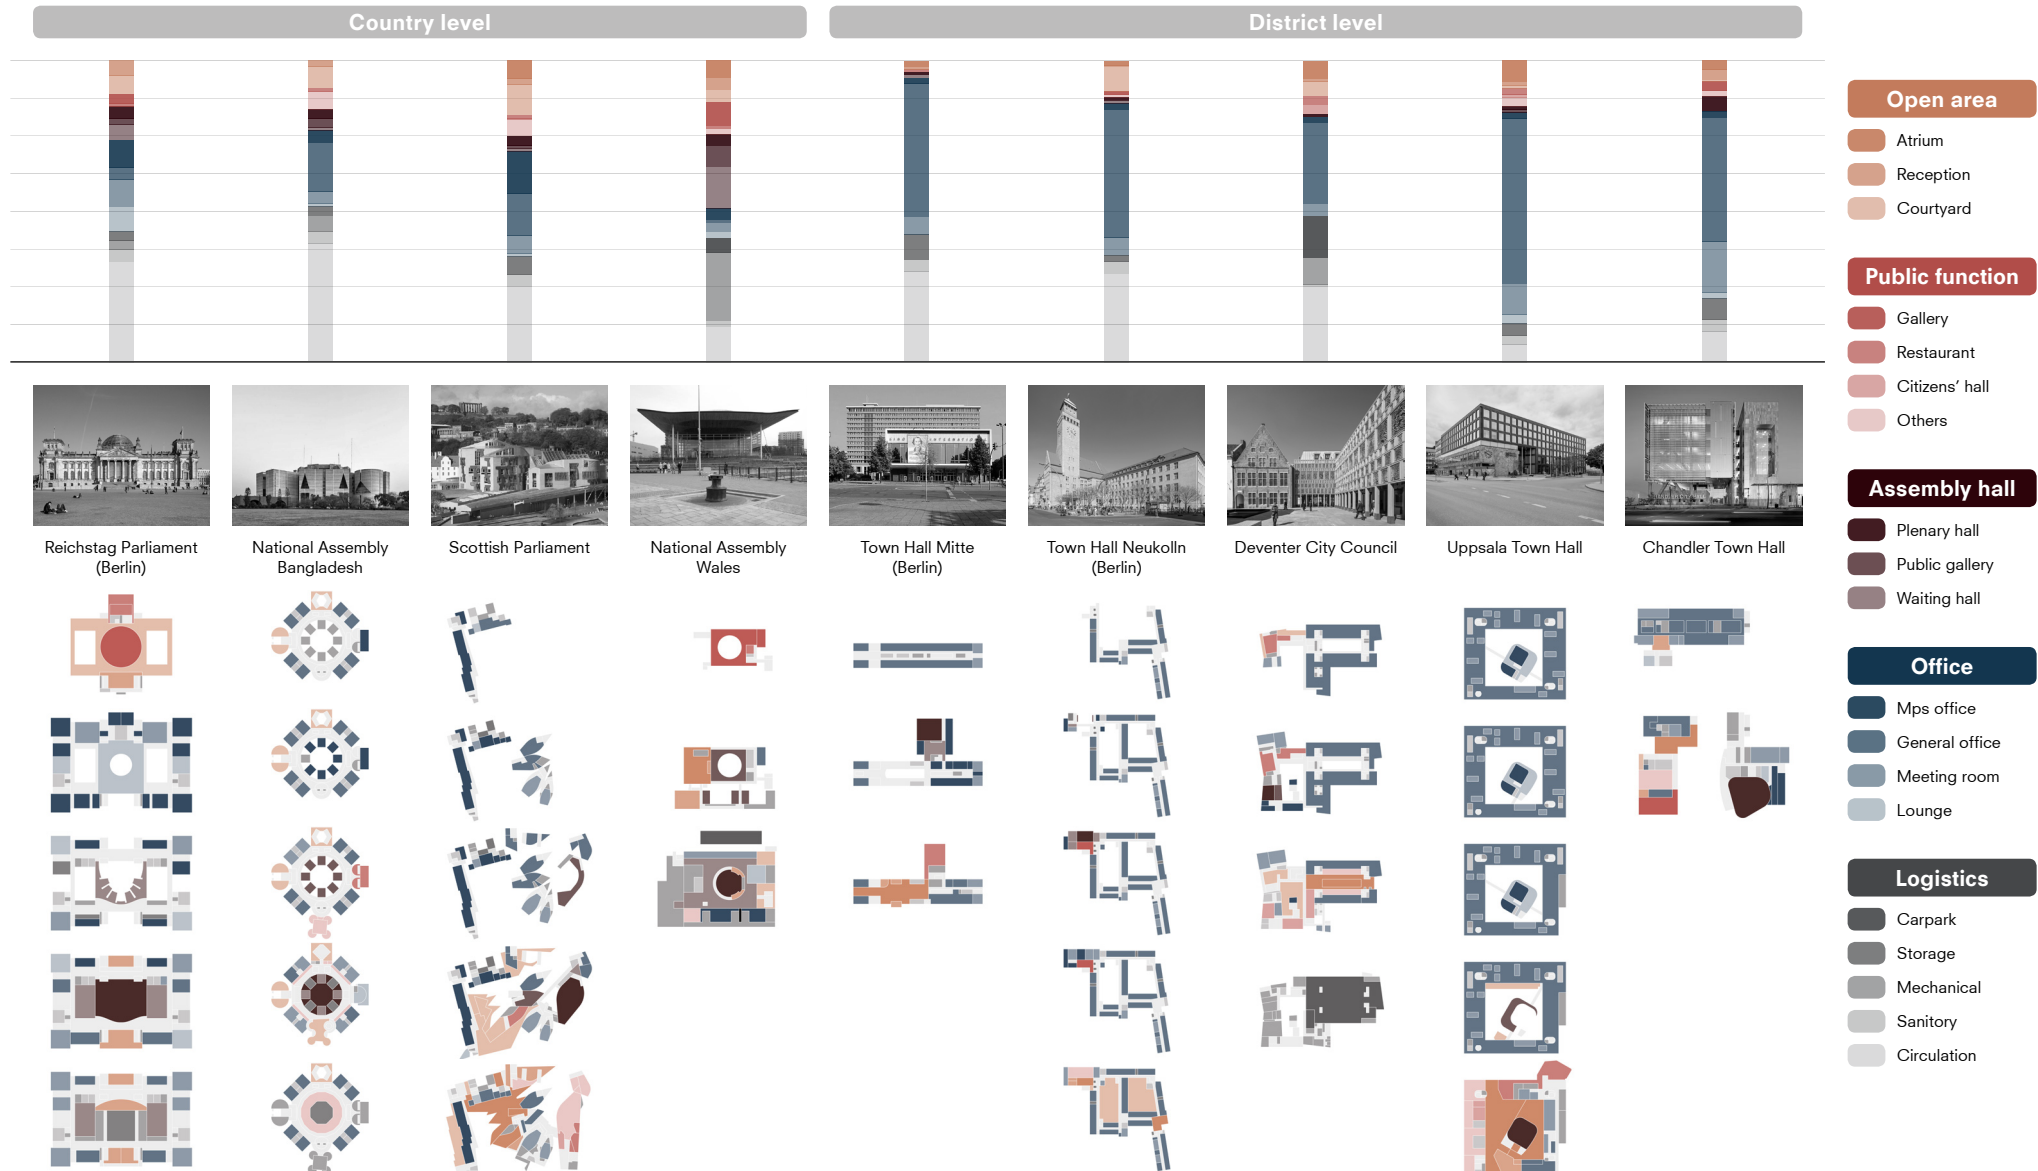 Country level
District level
Reichstag Parliament
(Berlin)
National Assembly
Bangladesh
Scottish Parliament
National Assembly
Wales
Town Hall Mitte
(Berlin)
Town Hall Neukolln
(Berlin)
Deventer City Council
Uppsala Town Hall
Chandler Town Hall
Open area
Atrium
Reception
Courtyard
Public function
Gallery
Restaurant
Citizens' hall
Others
Assembly hall
Plenary hall
Public gallery
Waiting hall
Office
Mps office
General office
Meeting room
Lounge
Logistics
Carpark
Storage
Mechanical
Sanitory
Circulation